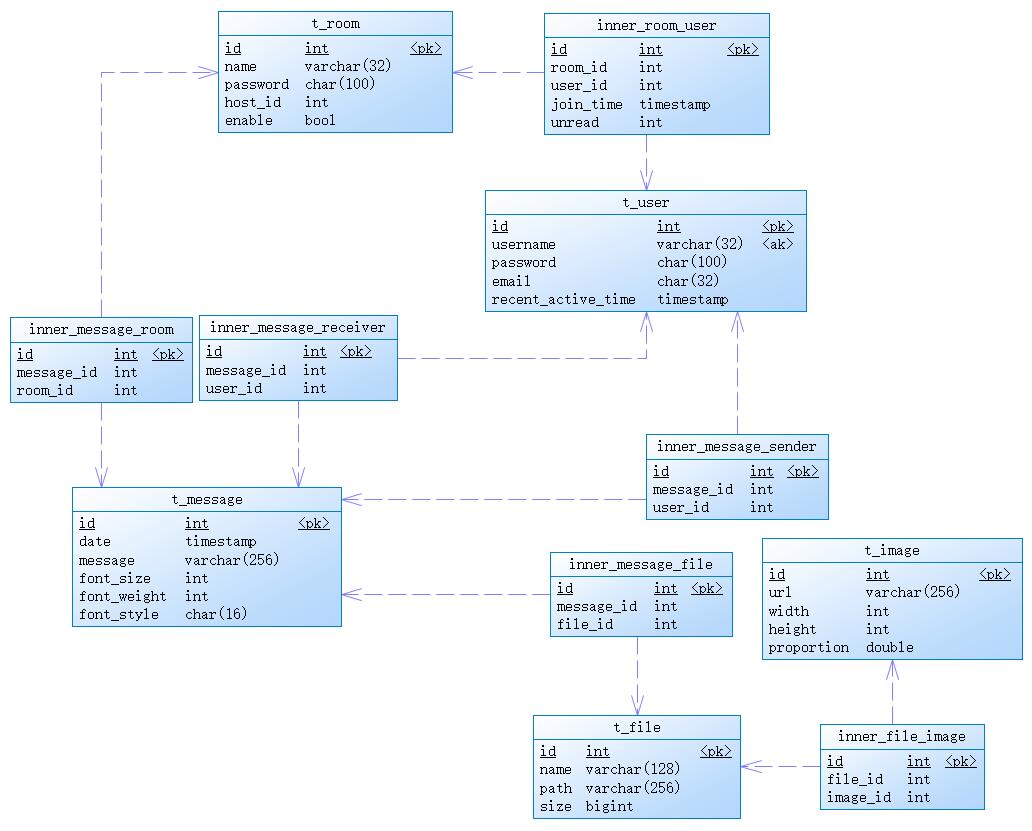 t_room
id int <pk>
name varchar(32)
password char(100)
host_id int
enable bool
inner_room_user
id int <pk>
room_id int
user_id int
join_time timestamp
unread int
t_user
id int <pk>
username varchar(32) <ak>
password char(100)
email char(32)
recent_active_time timestamp
inner_message_room
id int <pk>
message_id int
room_id int
inner_message_receiver
id int <pk>
message_id int
user_id int
inner_message_sender
id int <pk>
message_id int
user_id int
t_message
id int <pk>
date timestamp
message varchar(256)
font_size int
font_weight int
font_style char(16)
inner_message_file
id int <pk>
message_id int
file_id int
t_image
id int <pk>
url varchar(256)
width int
height int
proportion double
t_file
id int <pk>
name varchar(128)
path varchar(256)
size bigint
inner_file_image
id int <pk>
file_id int
image_id int